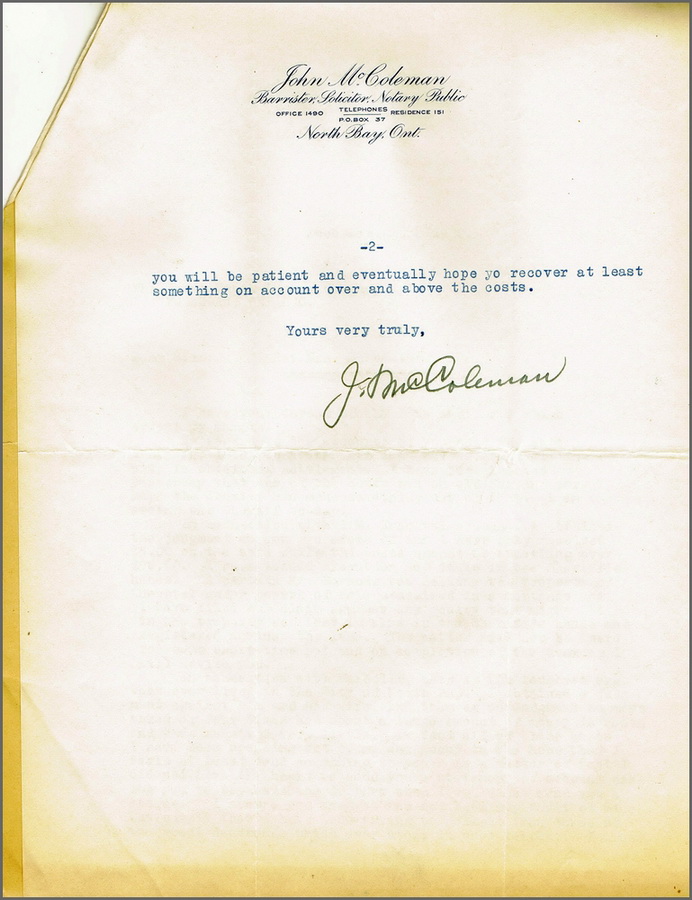 John McColeman
Barrister, Solicitor, Notary Public
OFFICE 1490 TELEPHONES RESIDENCE 151
P.O. BOX 37
North Bay, Ont.
-2-
you will be patient and eventually hope yo recover at least
something on account over and above the costs.
Yours very truly,
J. McColeman